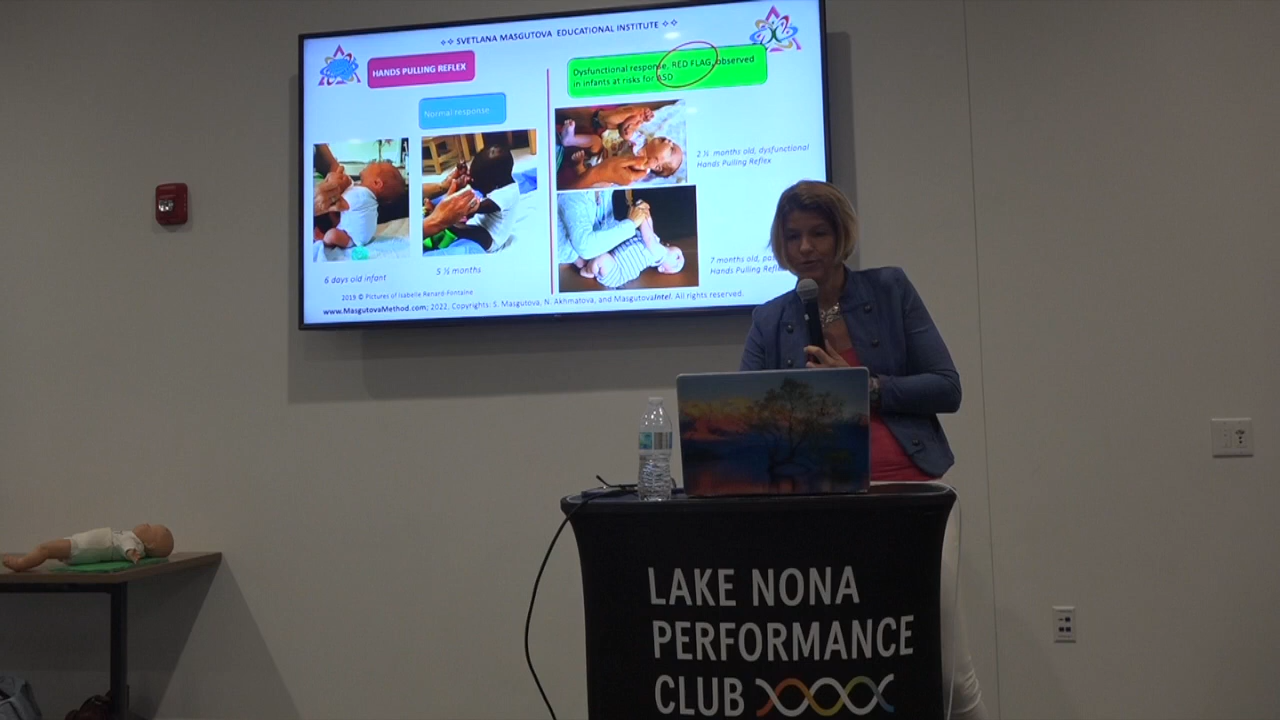 ✧✧ SVETLANA MASGUTOVA EDUCATIONAL INSTITUTE ✧✧
HANDS PULLING REFLEX
Normal response
6 days old infant
5 ½ months
Dysfunctional response, RED FLAG, observed
in infants at risks for ASD
2 ½ months old, dysfunctional
Hands Pulling Reflex
7 months old,
Hands Pulling
2019 © Pictures of Isabelle Renard-Fontaine
www.MasgutovaMethod.com; 2022, Copyrights: S. Masgutova, N. Akhmatova, and MasgutovaIntel. All rights reserved.
LAKE NONA
PERFORMANCE
CLUB